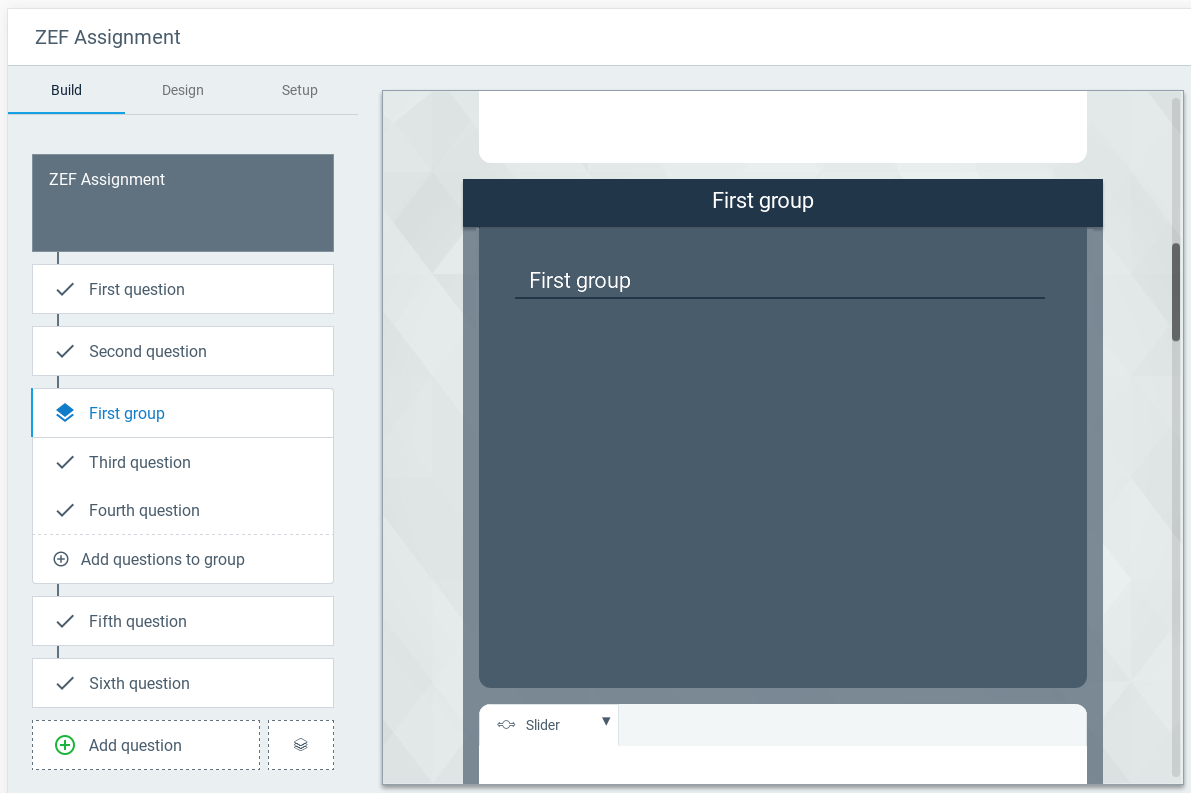 ZEF Assignment
Build
Design
Setup
ZEF Assignment
First question
Second question
First group
Third question
Fourth question
Add questions to group
Fifth question
Sixth question
Add question
First group
First group
Slider